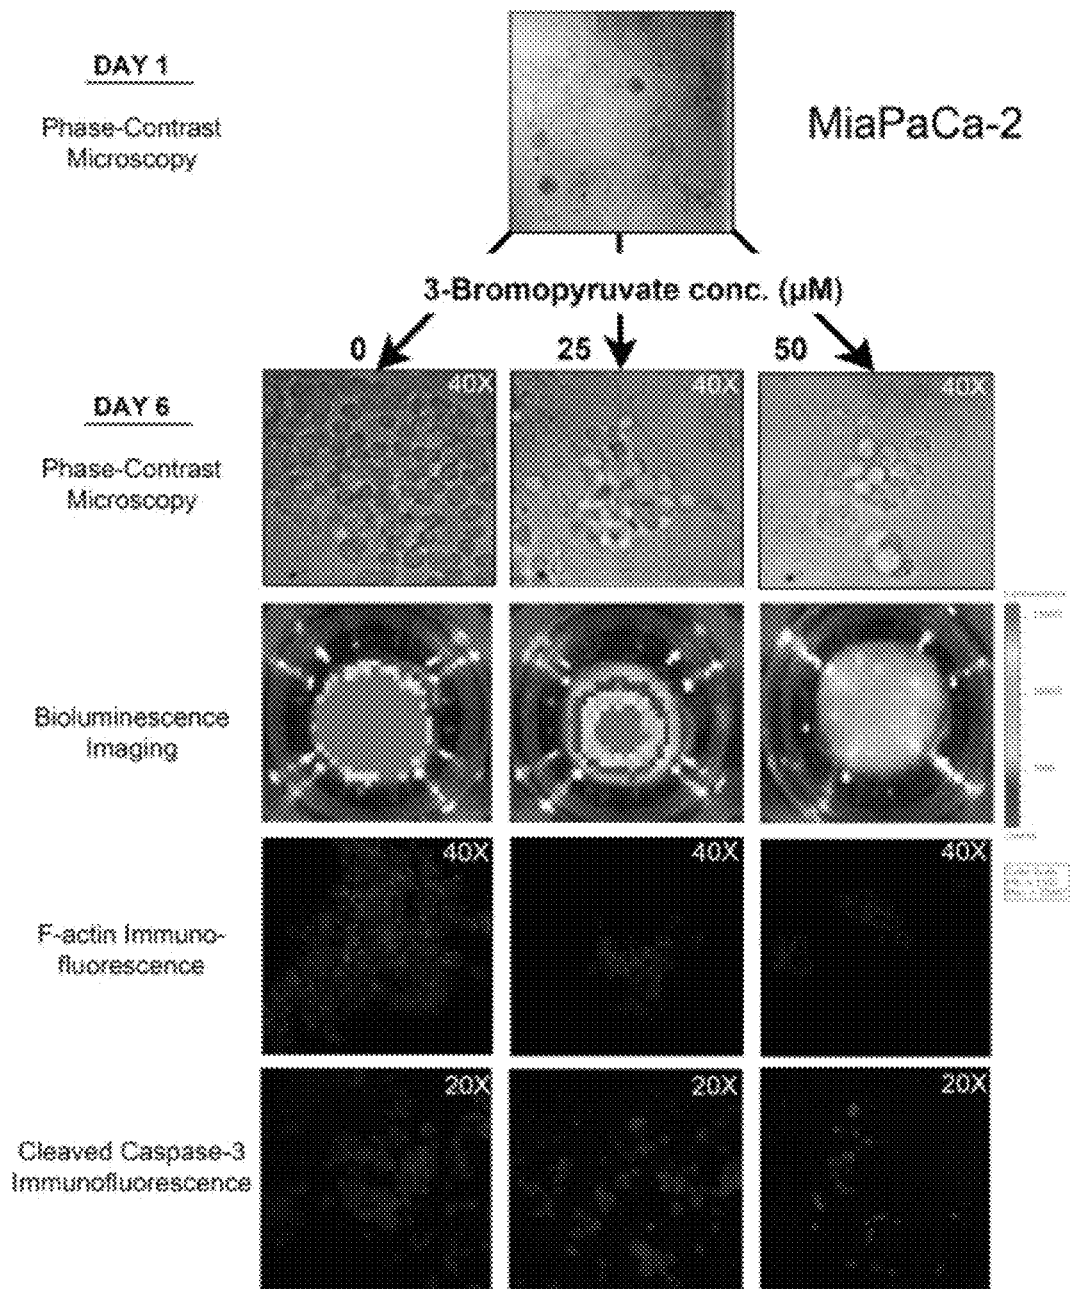 DAY 1
Phase-Contrast
Microscopy
MiaPaCa-2
3-Bromopyruvate conc. (µM)
0
25
50
DAY 6
Phase-Contrast
Microscopy
40X
40X
40X
Bioluminescence
Imaging
F-actin Immuno-
fluorescence
40X
40X
40X
Cleaved Caspase-3
Immunofluorescence
20X
20X
20X